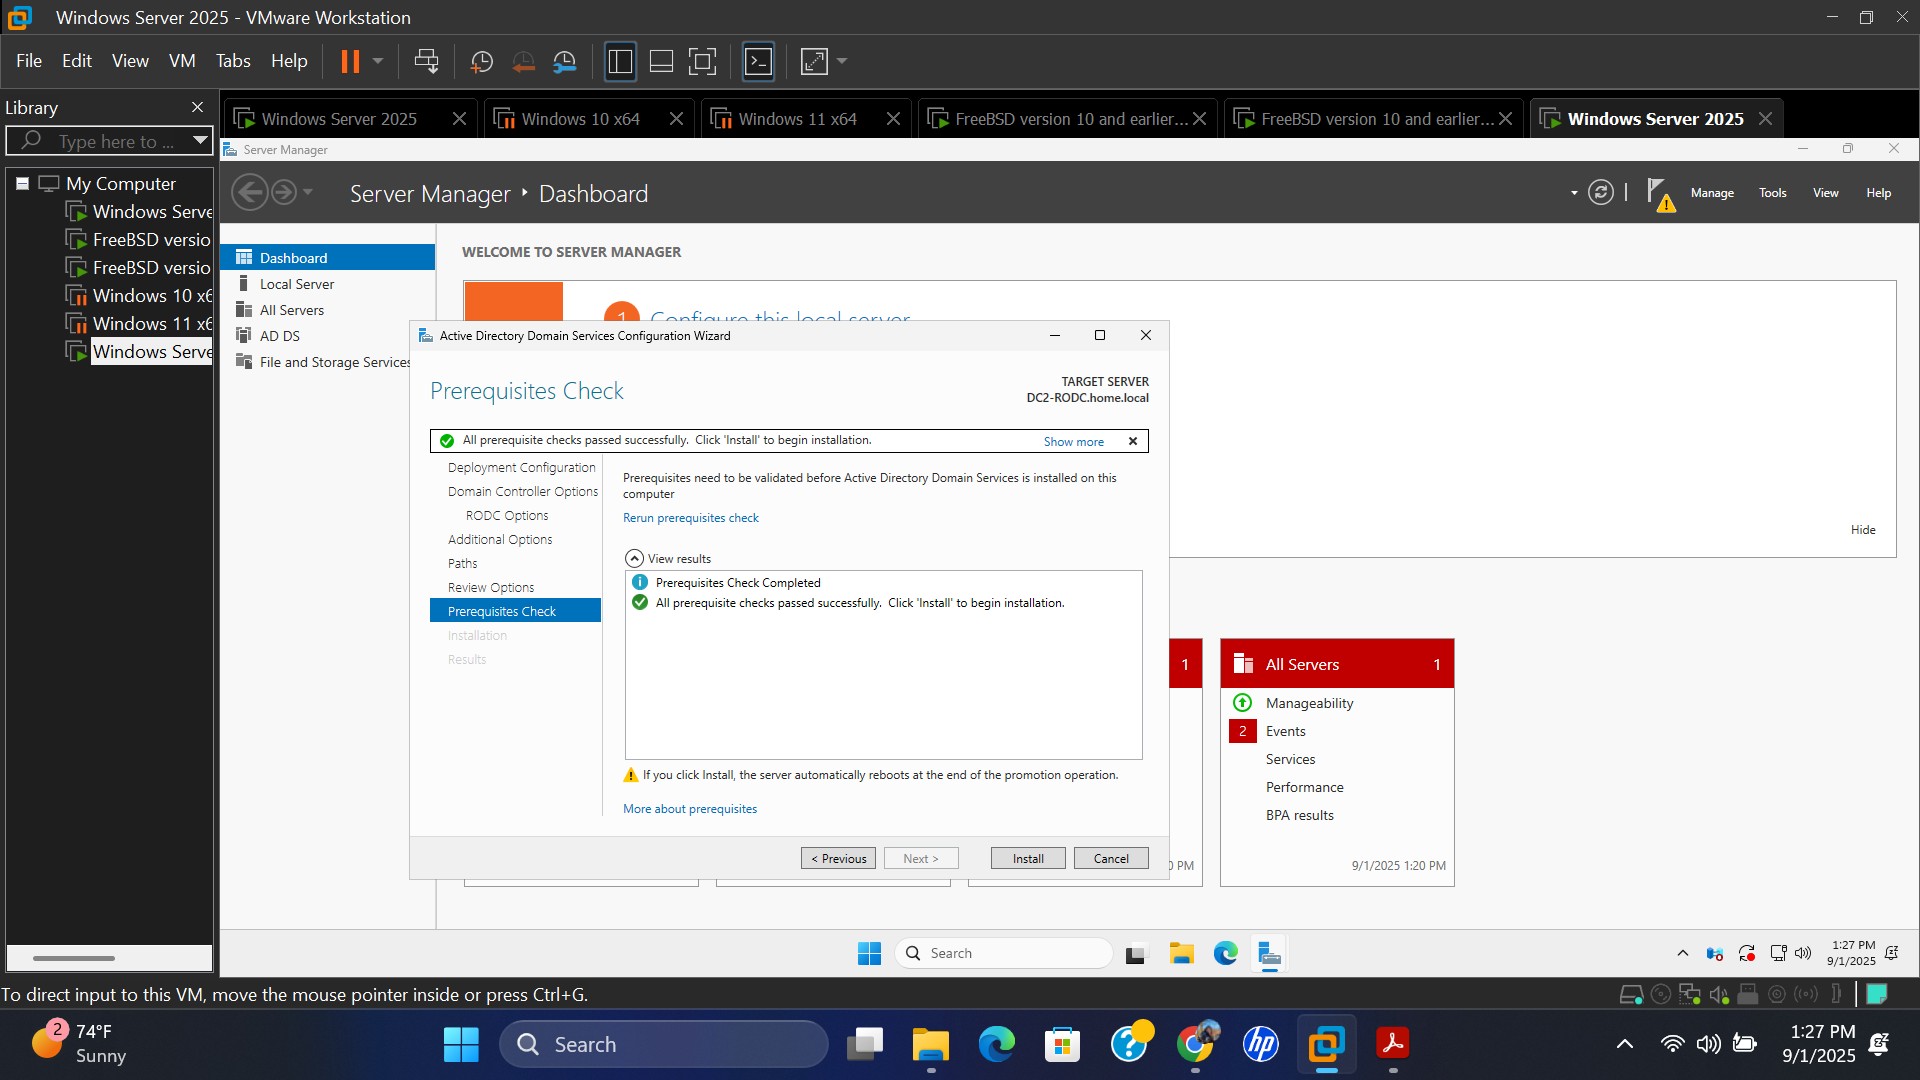 Windows Server 2025 - VMware Workstation
File Edit View VM Tabs Help
Library
Type here to ...
My Computer
Windows Serve
FreeBSD versio
FreeBSD versio
Windows 10 x6
Windows 11 x6
Windows Serve
Windows Server 2025
Windows 10 x64
Windows 11 x64
FreeBSD version 10 and earlier...
FreeBSD version 10 and earlier...
Windows Server 2025
Server Manager
Server Manager Dashboard
Manage Tools View Help
Dashboard
Local Server
All Servers
AD DS
File and Storage Services
WELCOME TO SERVER MANAGER
1 Configure this local server
Hide
Active Directory Domain Services Configuration Wizard
Prerequisites Check
TARGET SERVER
DC2-RODC.home.local
All prerequisite checks passed successfully. Click 'Install' to begin installation.
Show more
Deployment Configuration
Domain Controller Options
RODC Options
Additional Options
Paths
Review Options
Prerequisites Check
Installation
Results
Prerequisites need to be validated before Active Directory Domain Services is installed on this
computer
Rerun prerequisites check
View results
Prerequisites Check Completed
All prerequisite checks passed successfully. Click 'Install' to begin installation.
If you click Install, the server automatically reboots at the end of the promotion operation.
More about prerequisites
< Previous Next > Install Cancel
1
PM
All Servers 1
Manageability
2 Events
Services
Performance
BPA results
9/1/2025 1:20 PM
Search
1:27 PM
9/1/2025
To direct input to this VM, move the mouse pointer inside or press Ctrl+G.
2
74°F
Sunny
Search
hp
1:27 PM
9/1/2025